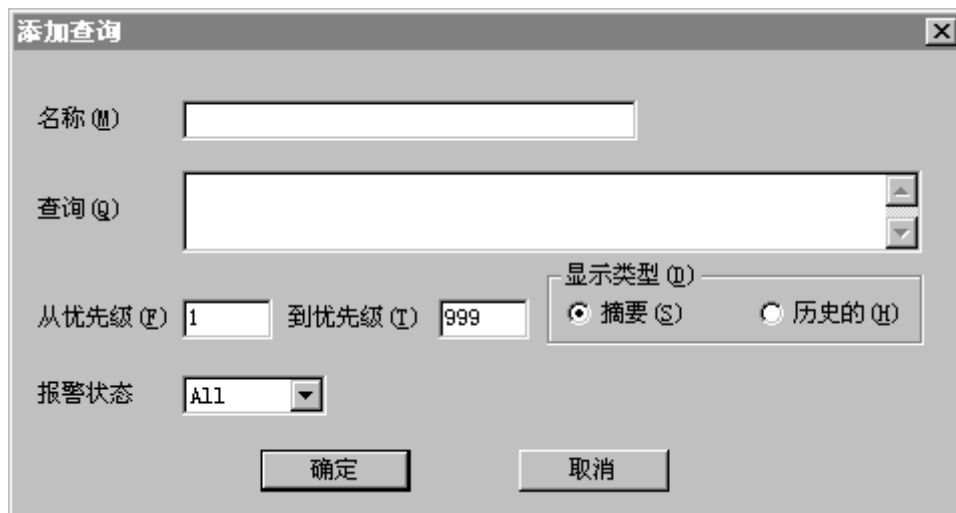 添加查询
名称(M)
查询(Q)
显示类型(D)
从优先级(F) 1 到优先级(T) 999 摘要(S) 历史的(H)
报警状态 All
确定 取消